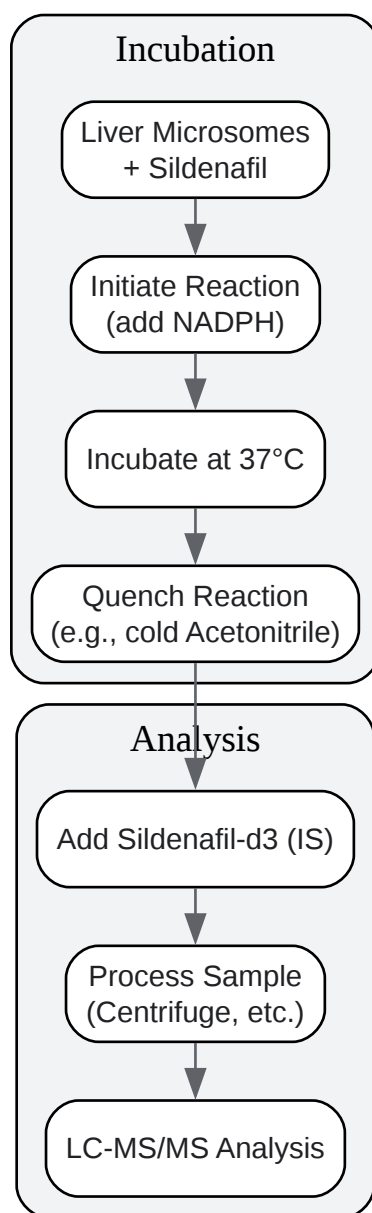 Incubation
Liver Microsomes
+ Sildenafil
Initiate Reaction
(add NADPH)
Incubate at 37°C
Quench Reaction
(e.g., cold Acetonitrile)
Analysis
Add Sildenafil-d3 (IS)
Process Sample
(Centrifuge, etc.)
LC-MS/MS Analysis